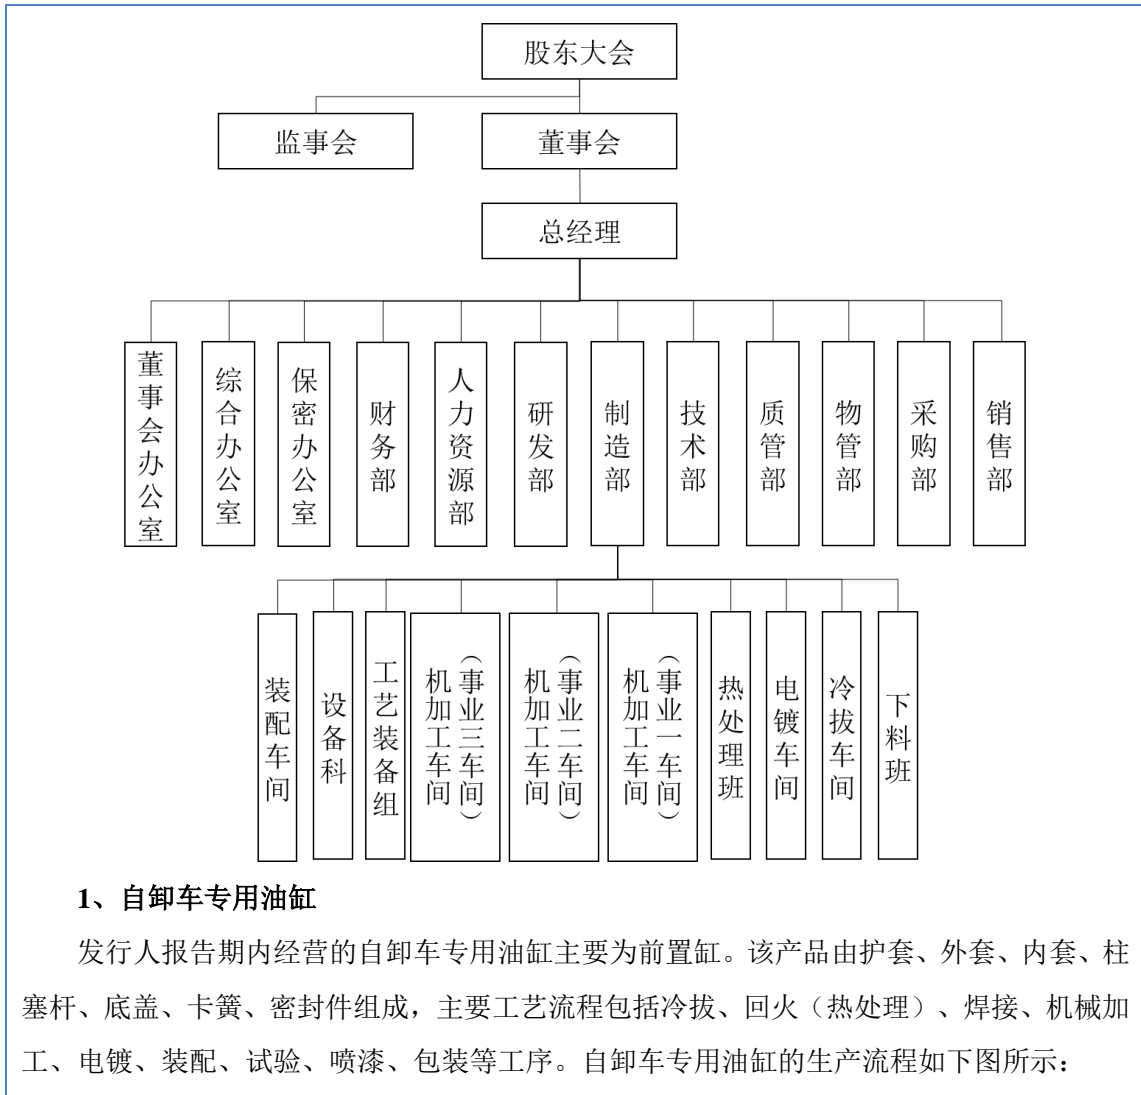 股东大会
监事会
董事会
总经理
董事会办公室
综合办公室
保密办公室
财务部
人力资源部
研发部
制造部
技术部
质管部
物管部
采购部
销售部
装配车间
设备科
工艺装备组
机加工车间
（事业三车间）
机加工车间
（事业二车间）
机加工车间
（事业一车间）
热处理班
电镀车间
冷拔车间
下料班
1、自卸车专用油缸
发行人报告期内经营的自卸车专用油缸主要为前置缸。该产品由护套、外套、内套、柱
塞杆、底盖、卡簧、密封件组成，主要工艺流程包括冷拔、回火（热处理）、焊接、机械加
工、电镀、装配、试验、喷漆、包装等工序。自卸车专用油缸的生产流程如下图所示：